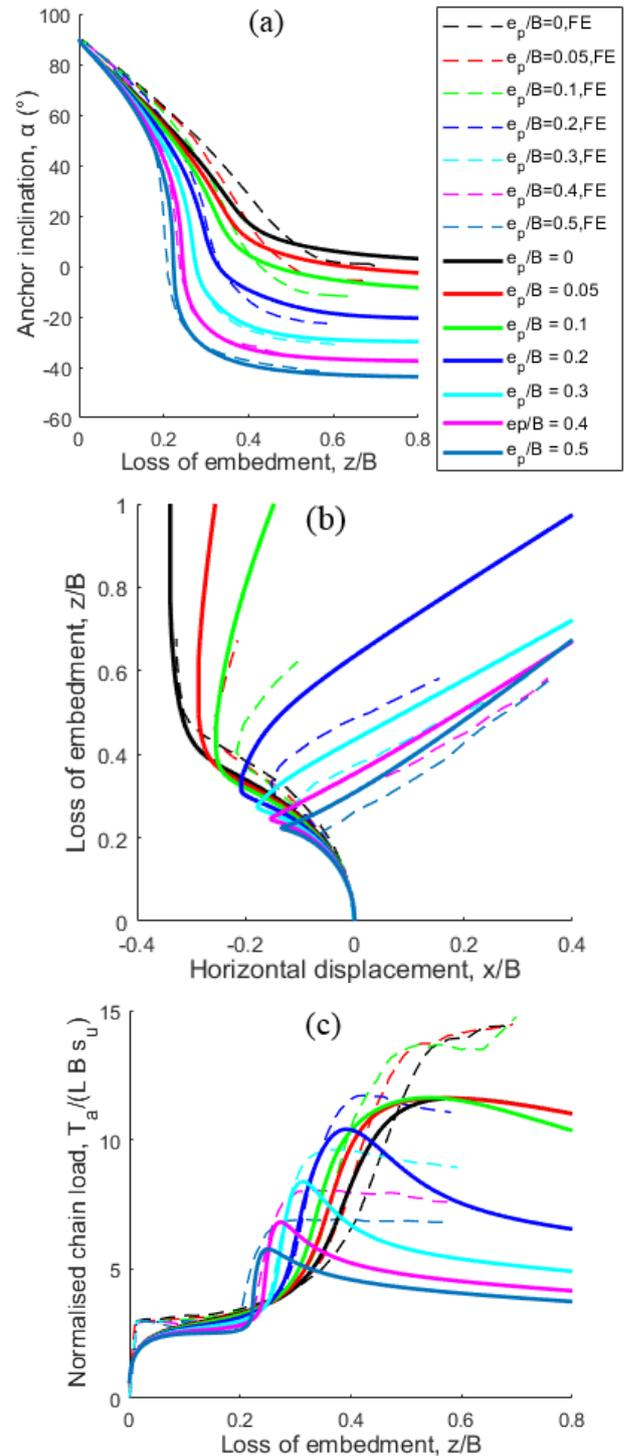 (a)
100
80
60
40
20
0
-20
-40
-60
Anchor inclination, α (°)
0.2
0.4
0.6
0.8
Loss of embedment, z/B
e_p/B=0,FE
e_p/B=0.05,FE
e_p/B=0.1,FE
e_p/B=0.2,FE
e_p/B=0.3,FE
e_p/B=0.4,FE
e_p/B=0.5,FE
e_p/B = 0
e_p/B = 0.05
e_p/B = 0.1
e_p/B = 0.2
e_p/B = 0.3
ep/B = 0.4
e_p/B = 0.5
(b)
1
0.8
0.6
0.4
0.2
0
Loss of embedment, z/B
-0.4
-0.2
0
0.2
0.4
Horizontal displacement, x/B
(c)
15
10
5
0
Normalised chain load, T_a/(L B s_u)
0
0.2
0.4
0.6
0.8
Loss of embedment, z/B